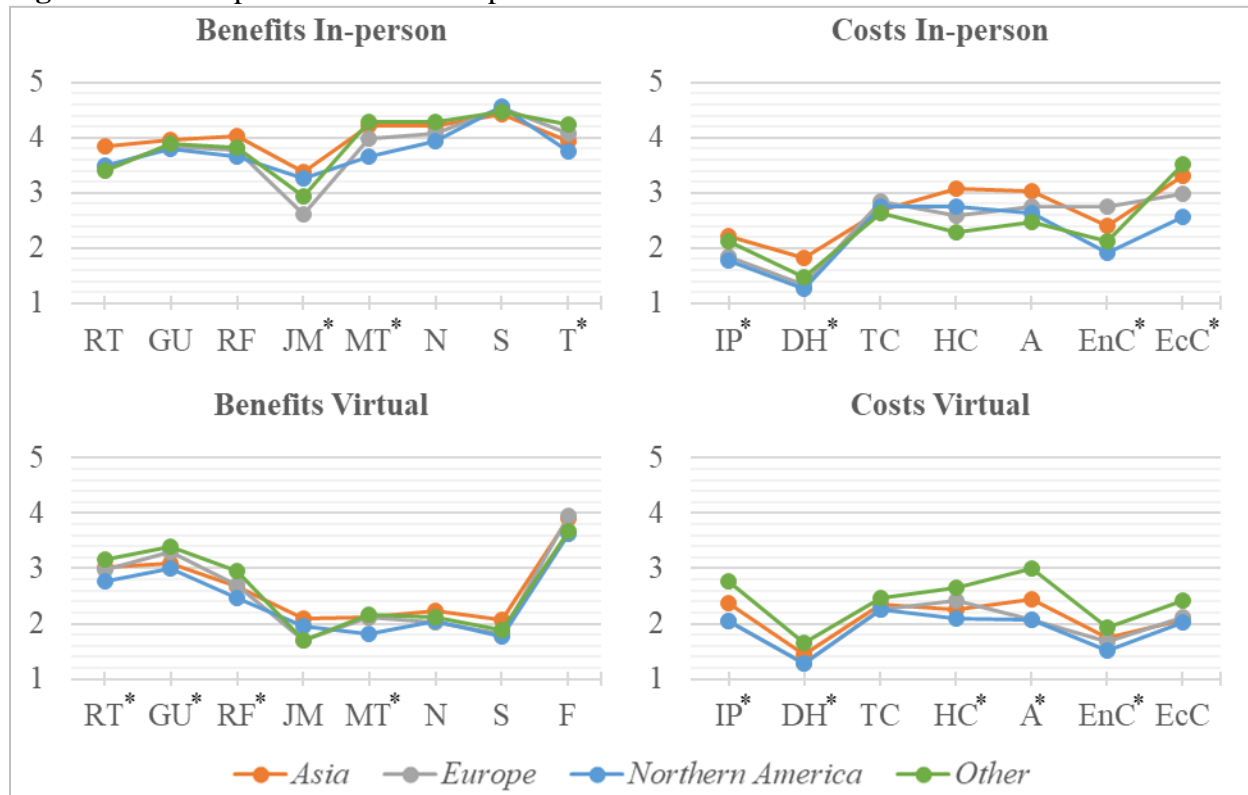 Benefits In-person
5
4
3
2
1
RT GU RF JM* MT* N S T*
Costs In-person
5
4
3
2
1
IP* DH* TC HC A EnC* EcC*
Benefits Virtual
5
4
3
2
1
RT* GU* RF* JM MT* N S F
Costs Virtual
5
4
3
2
1
IP* DH* TC HC* A* EnC* EcC
Asia Europe Northern America Other